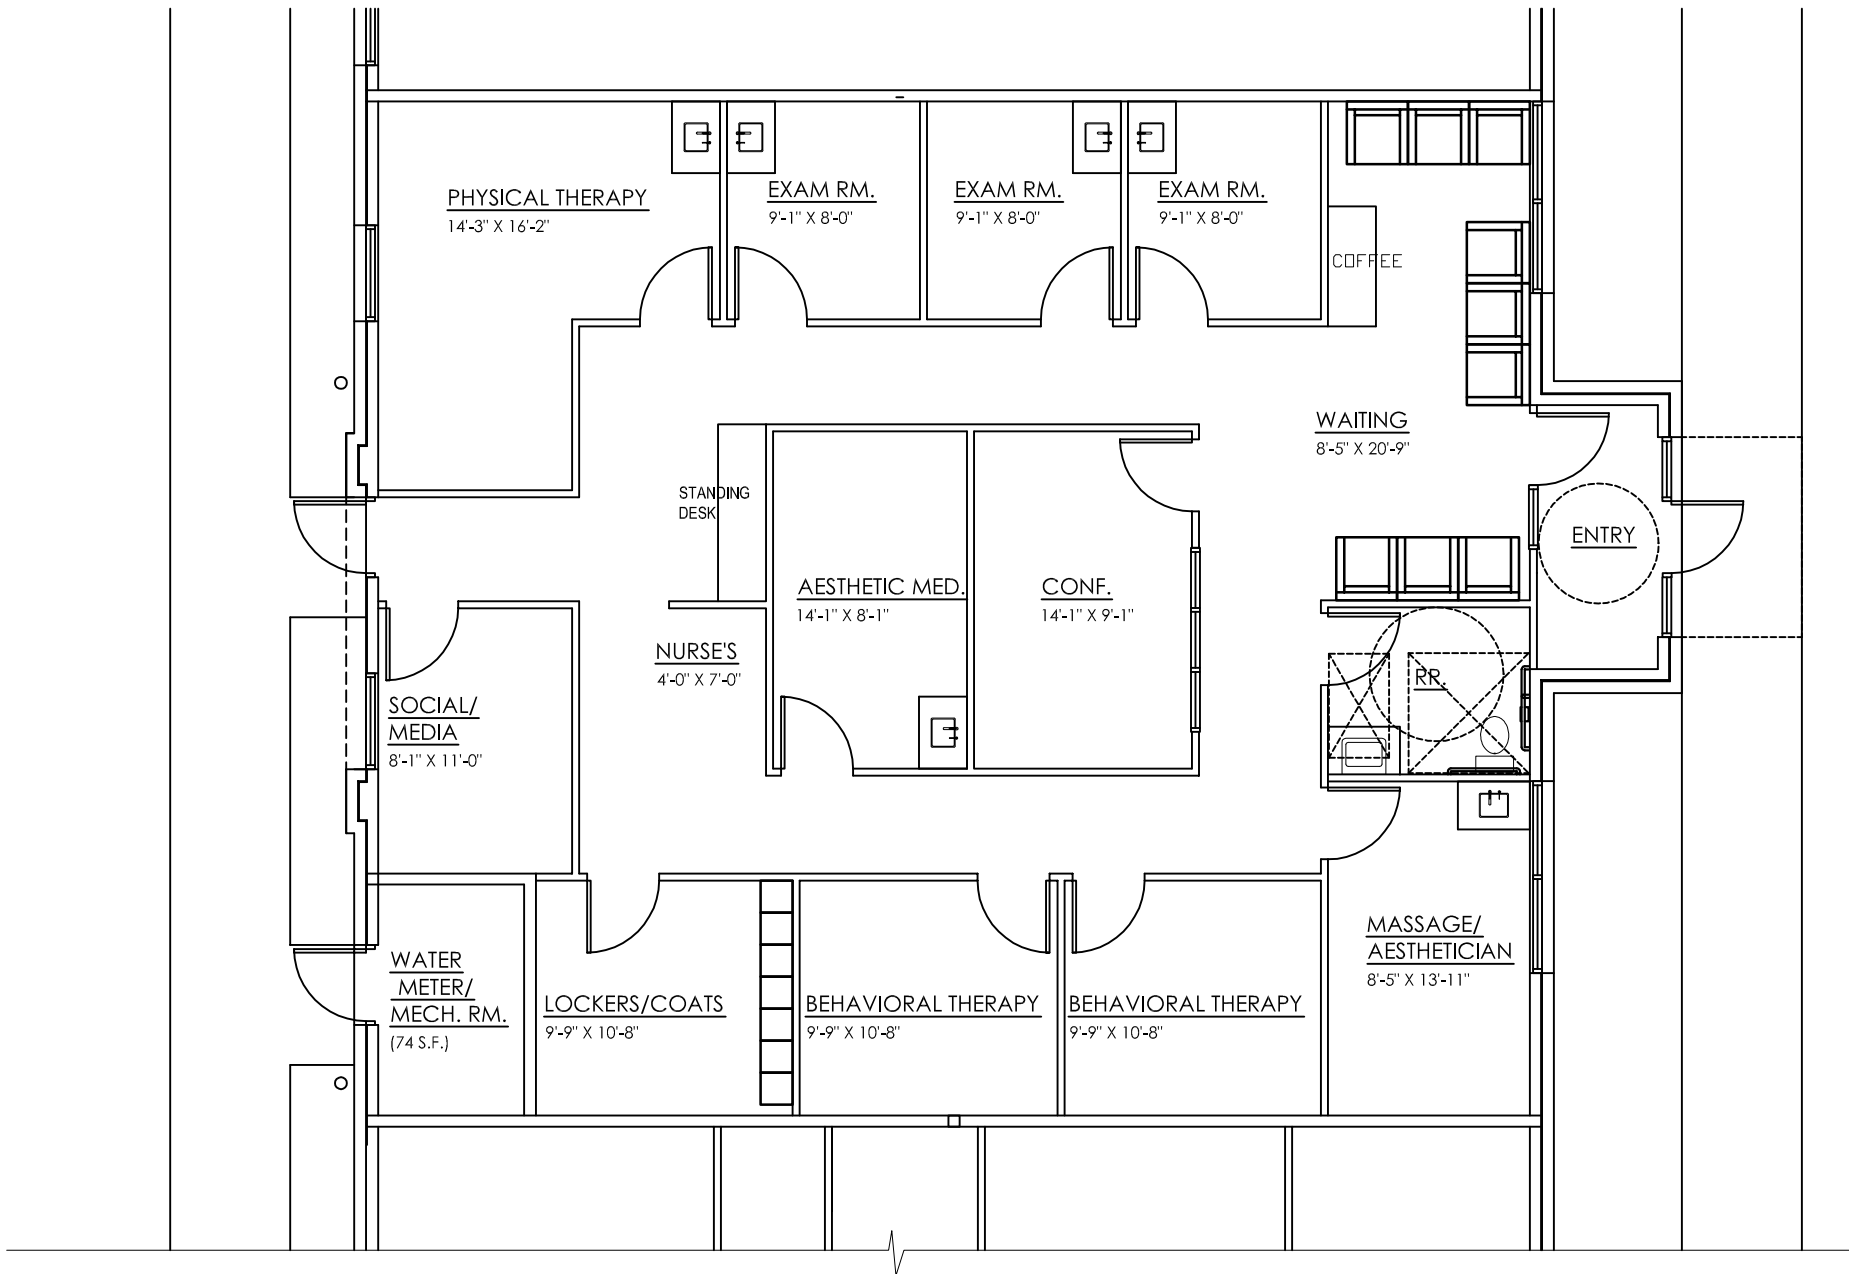 PHYSICAL THERAPY
14'-3" X 16'-2"
EXAM RM.
9'-1" X 8'-0"
EXAM RM.
9'-1" X 8'-0"
EXAM RM.
9'-1" X 8'-0"
COFFEE
WAITING
8'-5" X 20'-9"
STANDING
DESK
ENTRY
AESTHETIC MED.
14'-1" X 8'-1"
CONF.
14'-1" X 9'-1"
NURSE'S
4'-0" X 7'-0"
RR.
SOCIAL/
MEDIA
8'-1" X 11'-0"
MASSAGE/
AESTHETICIAN
8'-5" X 13'-11"
WATER
METER/
MECH. RM.
(74 S.F.)
LOCKERS/COATS
9'-9" X 10'-8"
BEHAVIORAL THERAPY
9'-9" X 10'-8"
BEHAVIORAL THERAPY
9'-9" X 10'-8"